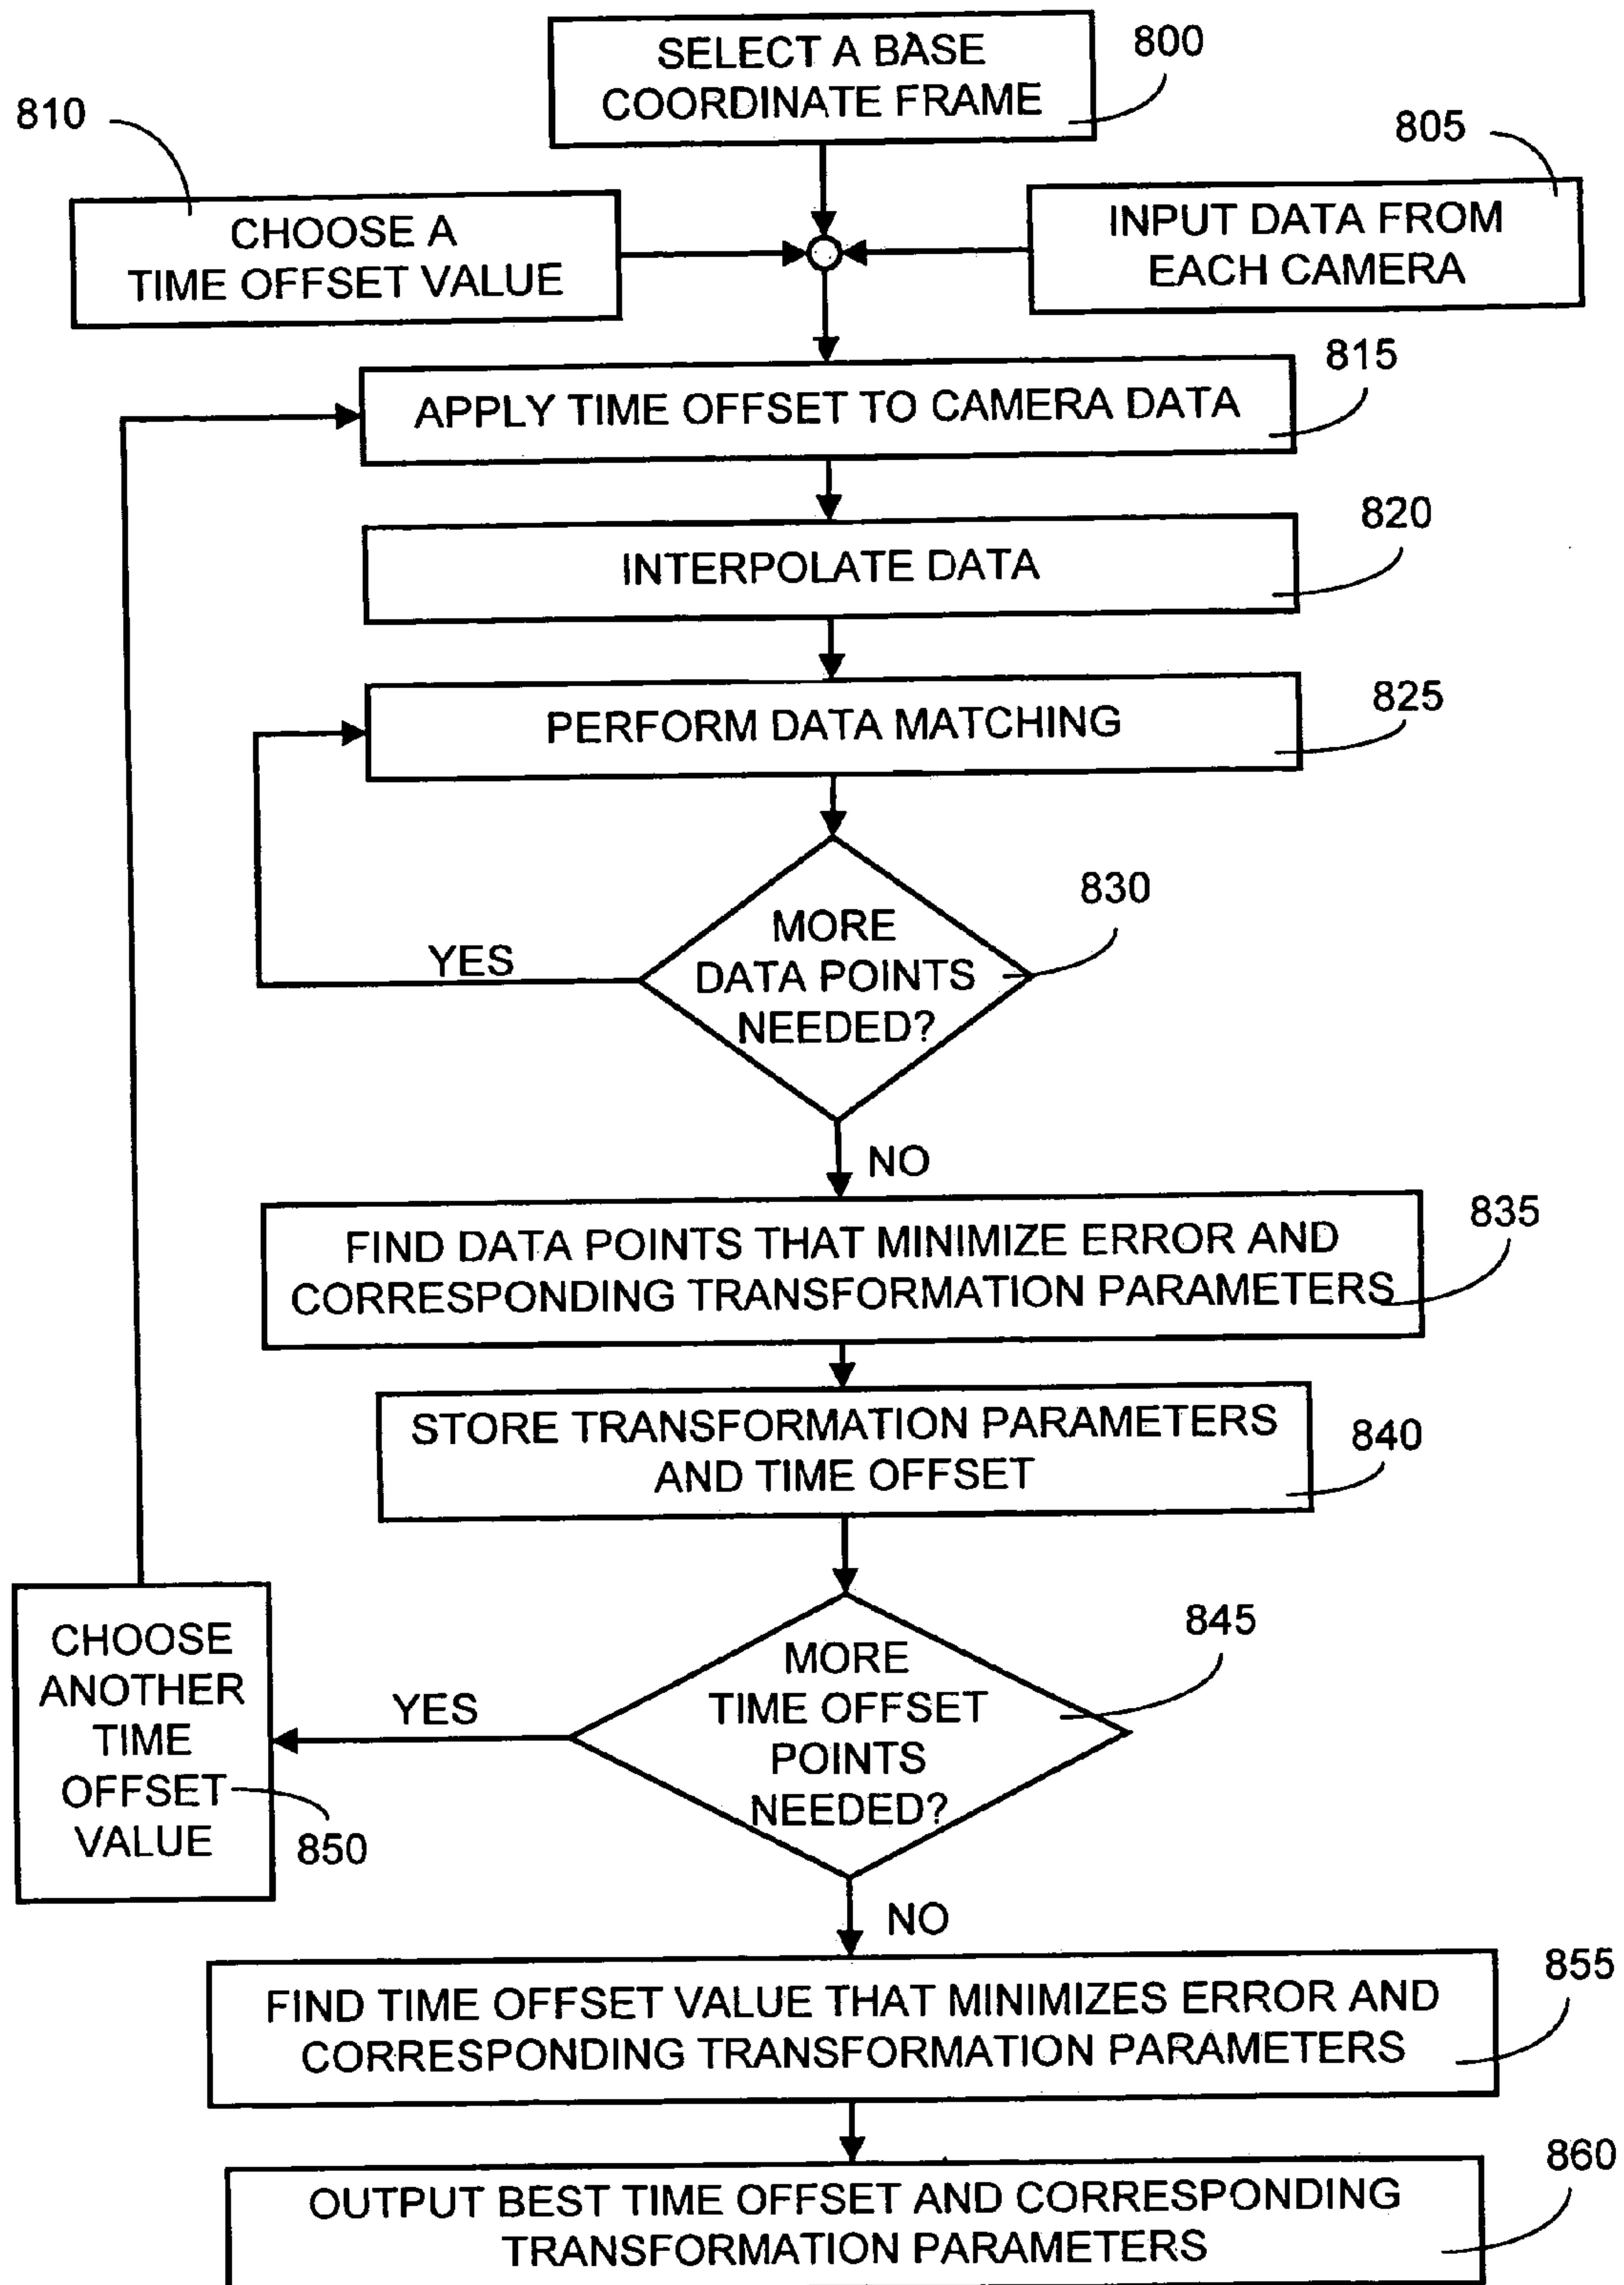 SELECT A BASE
COORDINATE FRAME
800
810
805
CHOOSE A
TIME OFFSET VALUE
INPUT DATA FROM
EACH CAMERA
815
APPLY TIME OFFSET TO CAMERA DATA
820
INTERPOLATE DATA
825
PERFORM DATA MATCHING
830
MORE
DATA POINTS
NEEDED?
YES
NO
835
FIND DATA POINTS THAT MINIMIZE ERROR AND
CORRESPONDING TRANSFORMATION PARAMETERS
STORE TRANSFORMATION PARAMETERS
AND TIME OFFSET
840
845
MORE
TIME OFFSET
POINTS
NEEDED?
YES
CHOOSE
ANOTHER
TIME
OFFSET
VALUE
850
NO
855
FIND TIME OFFSET VALUE THAT MINIMIZES ERROR AND
CORRESPONDING TRANSFORMATION PARAMETERS
860
OUTPUT BEST TIME OFFSET AND CORRESPONDING
TRANSFORMATION PARAMETERS